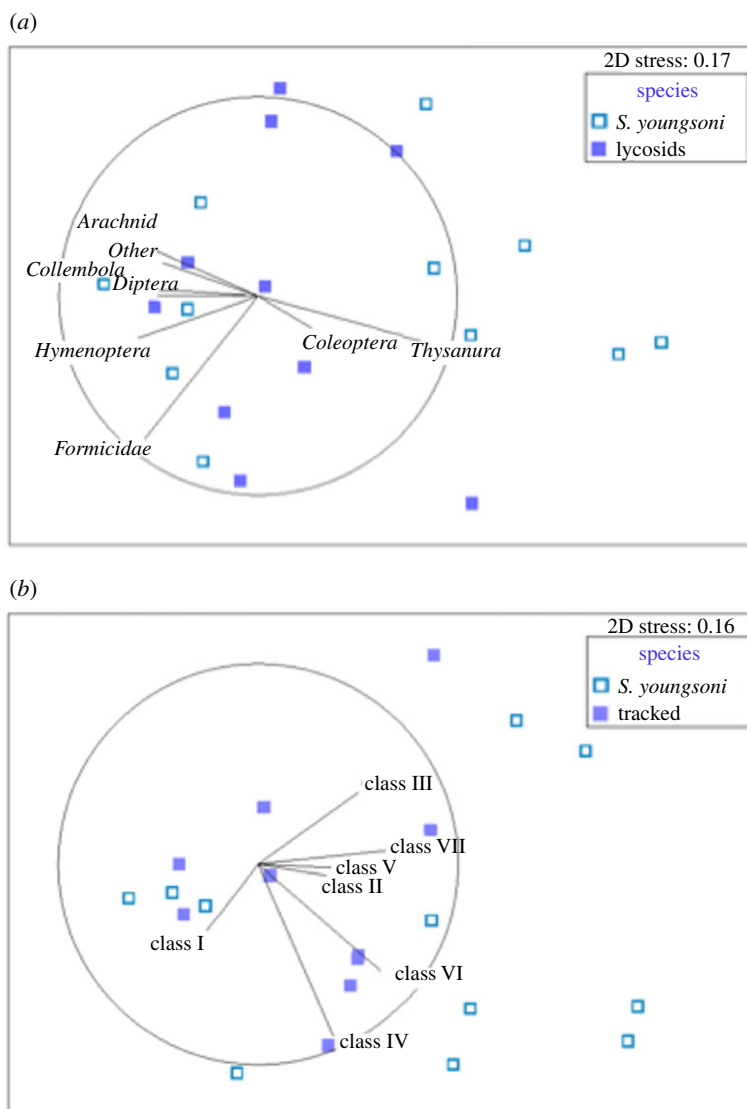 (a)
2D stress: 0.17
species
S. youngsoni
lycosids
Arachnid
Other
Collembola
Diptera
Hymenoptera
Coleoptera
Thysanura
Formicidae
(b)
2D stress: 0.16
species
S. youngsoni
tracked
class III
class VII
class V
class II
class I
class VI
class IV